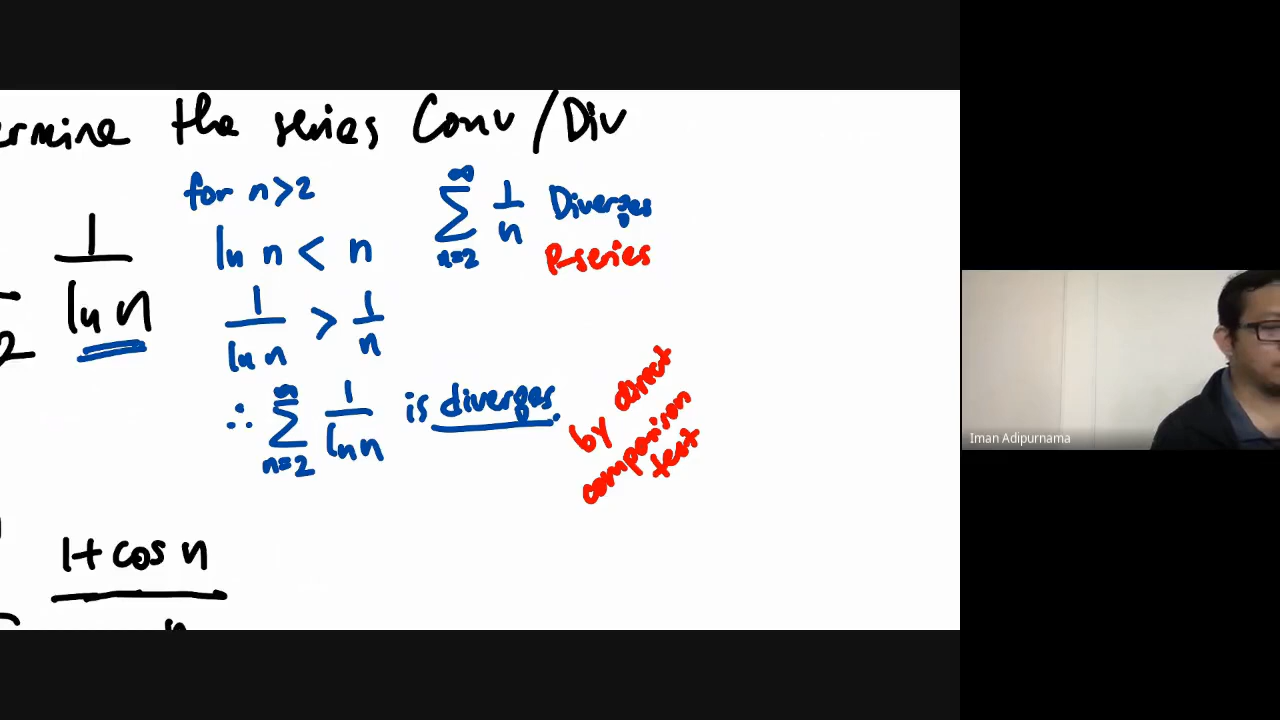 ermine the series Conv/Div
for n>2
ln n < n
1/ln n > 1/n
∴ ∞ Σ n=2 1/ln n is diverges.
∞ Σ n=2 1/n Diverges
P-series
by direct
comparison
test
2 1/ln n
1+cos n
n
Iman Adipurnama